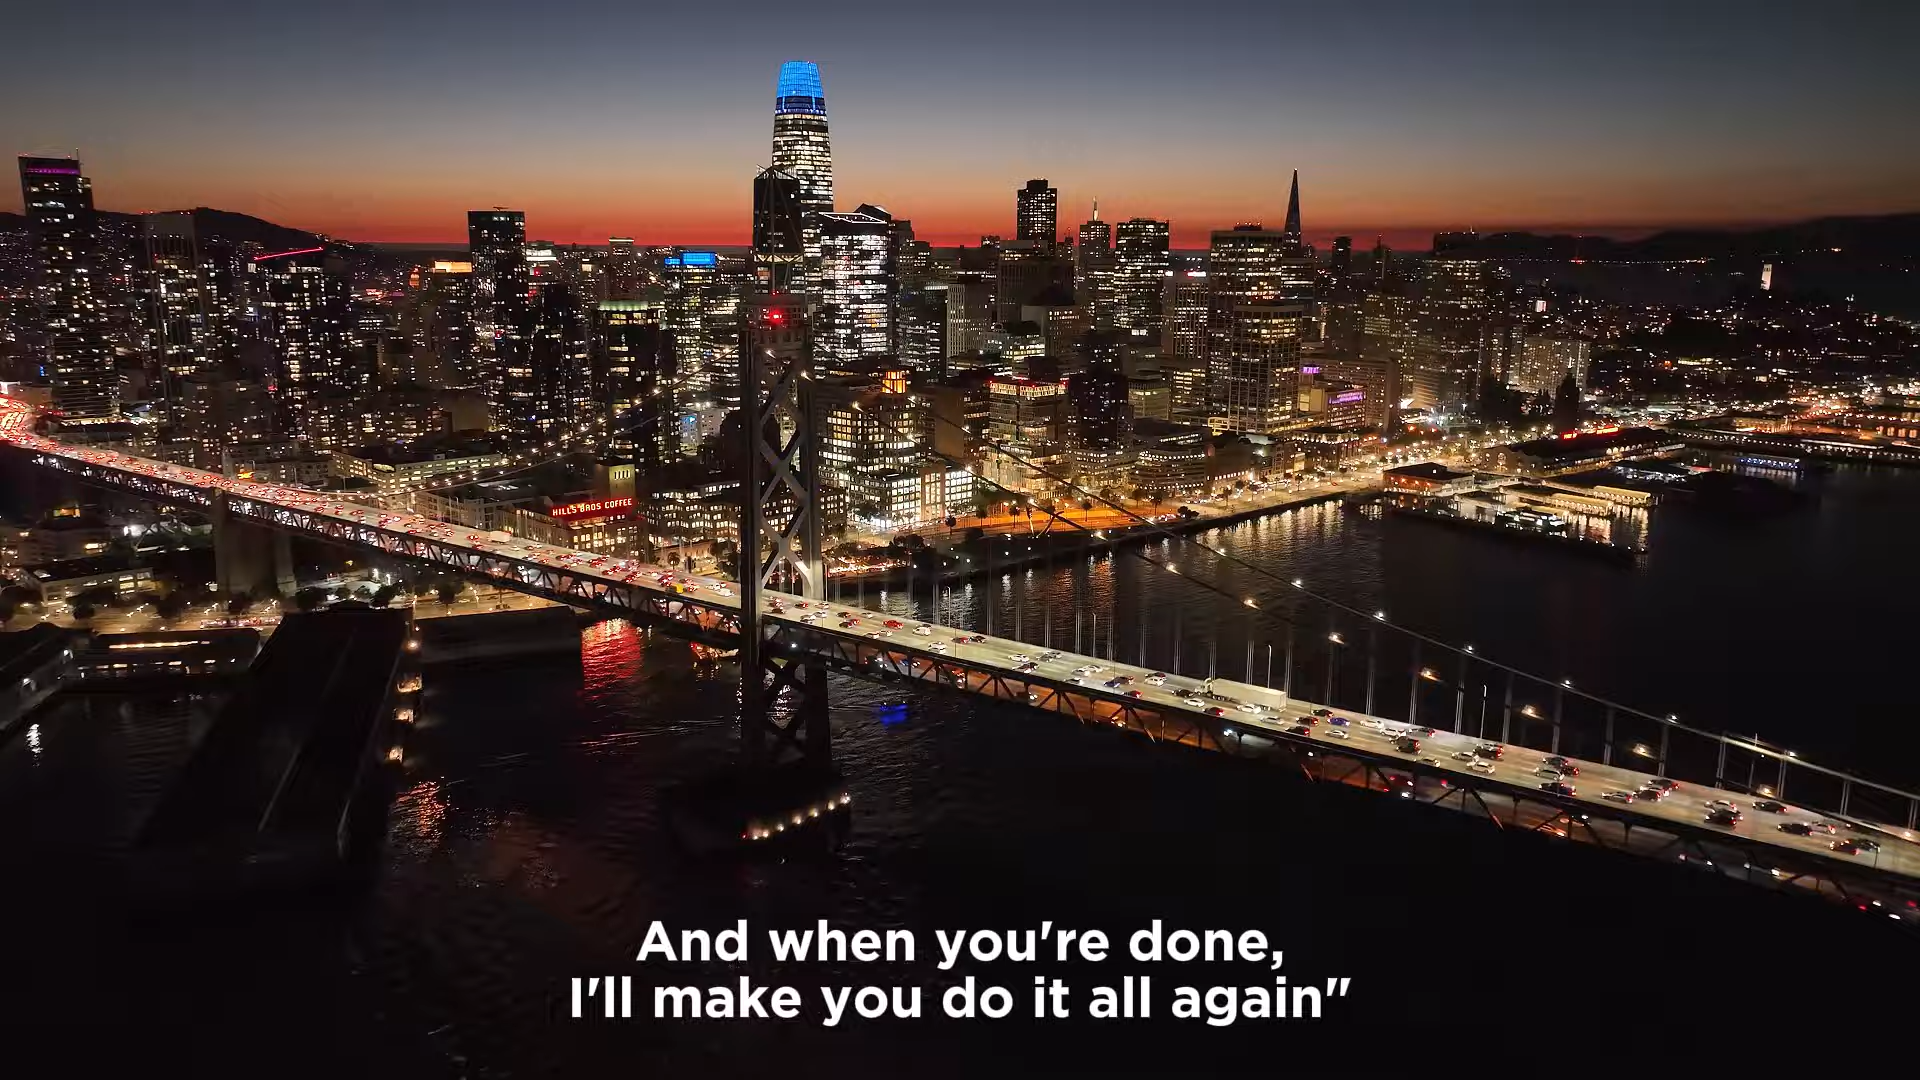 HILLS BROS COFFEE
And when you're done,
I'll make you do it all again"